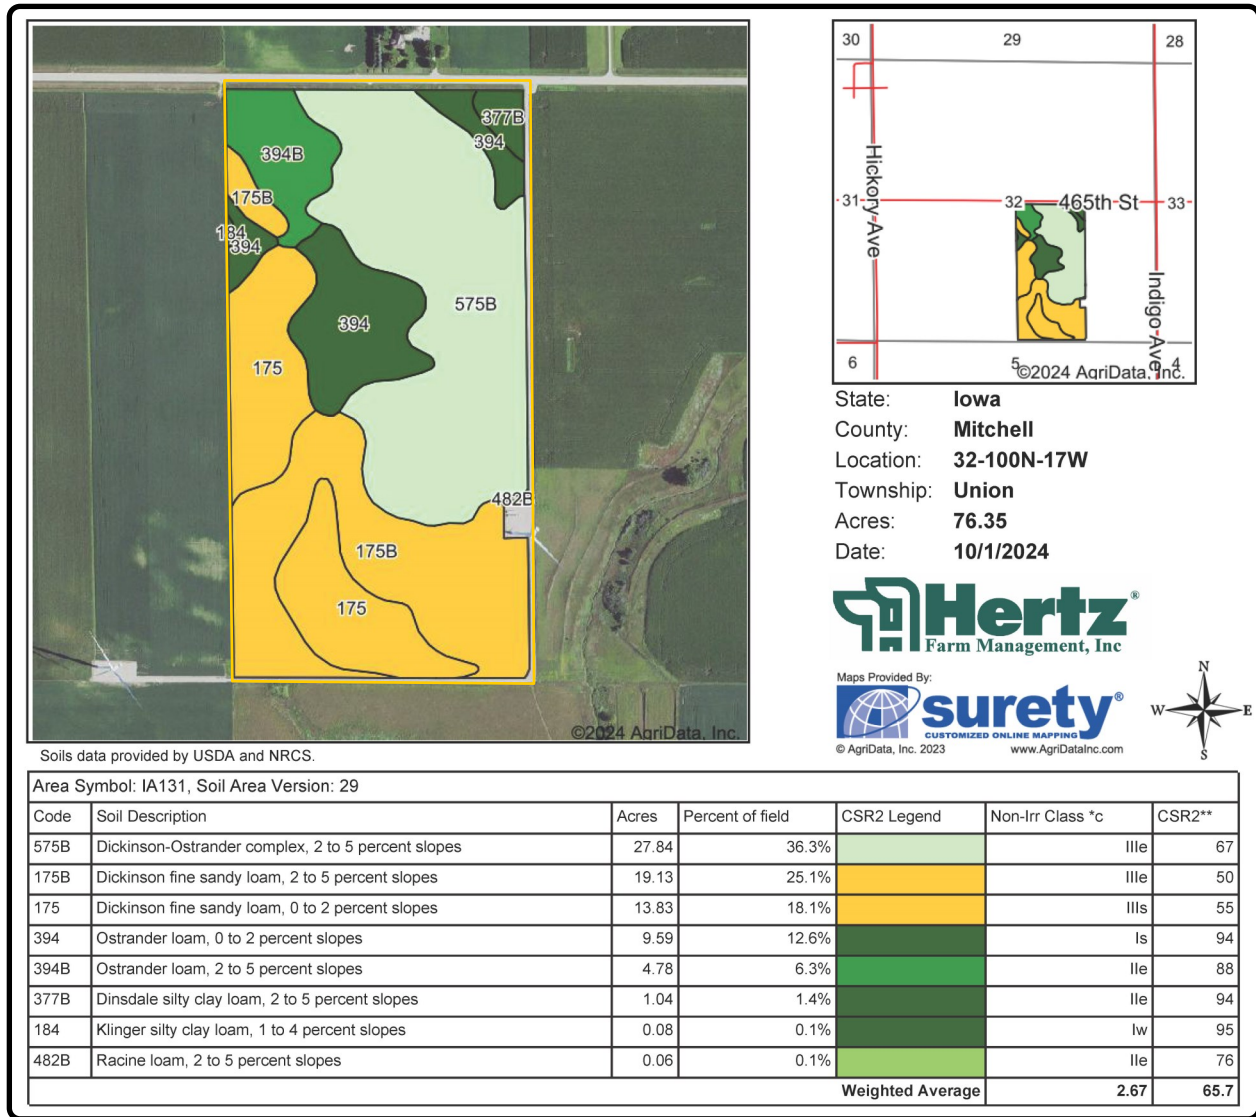 377B
394
394B
175B
184
394
575B
394
175
482B
175B
175
©2024 AgriData, Inc.
30 29 28
Hickory Ave
31 32 465th St 33
Indigo Ave
6 5 4
©2024 AgriData, Inc.
State: Iowa
County: Mitchell
Location: 32-100N-17W
Township: Union
Acres: 76.35
Date: 10/1/2024
Hertz®
Farm Management, Inc
Maps Provided By:
surety®
CUSTOMIZED ONLINE MAPPING
© AgriData, Inc. 2023 www.AgriDataInc.com
N
W E
S
Soils data provided by USDA and NRCS.
Area Symbol: IA131, Soil Area Version: 29
Code Soil Description Acres Percent of field CSR2 Legend Non-Irr Class *c CSR2**
575B Dickinson-Ostrander complex, 2 to 5 percent slopes 27.84 36.3% IIIe 67
175B Dickinson fine sandy loam, 2 to 5 percent slopes 19.13 25.1% IIIe 50
175 Dickinson fine sandy loam, 0 to 2 percent slopes 13.83 18.1% IIIs 55
394 Ostrander loam, 0 to 2 percent slopes 9.59 12.6% Is 94
394B Ostrander loam, 2 to 5 percent slopes 4.78 6.3% IIe 88
377B Dinsdale silty clay loam, 2 to 5 percent slopes 1.04 1.4% IIe 94
184 Klinger silty clay loam, 1 to 4 percent slopes 0.08 0.1% Iw 95
482B Racine loam, 2 to 5 percent slopes 0.06 0.1% IIe 76
Weighted Average 2.67 65.7